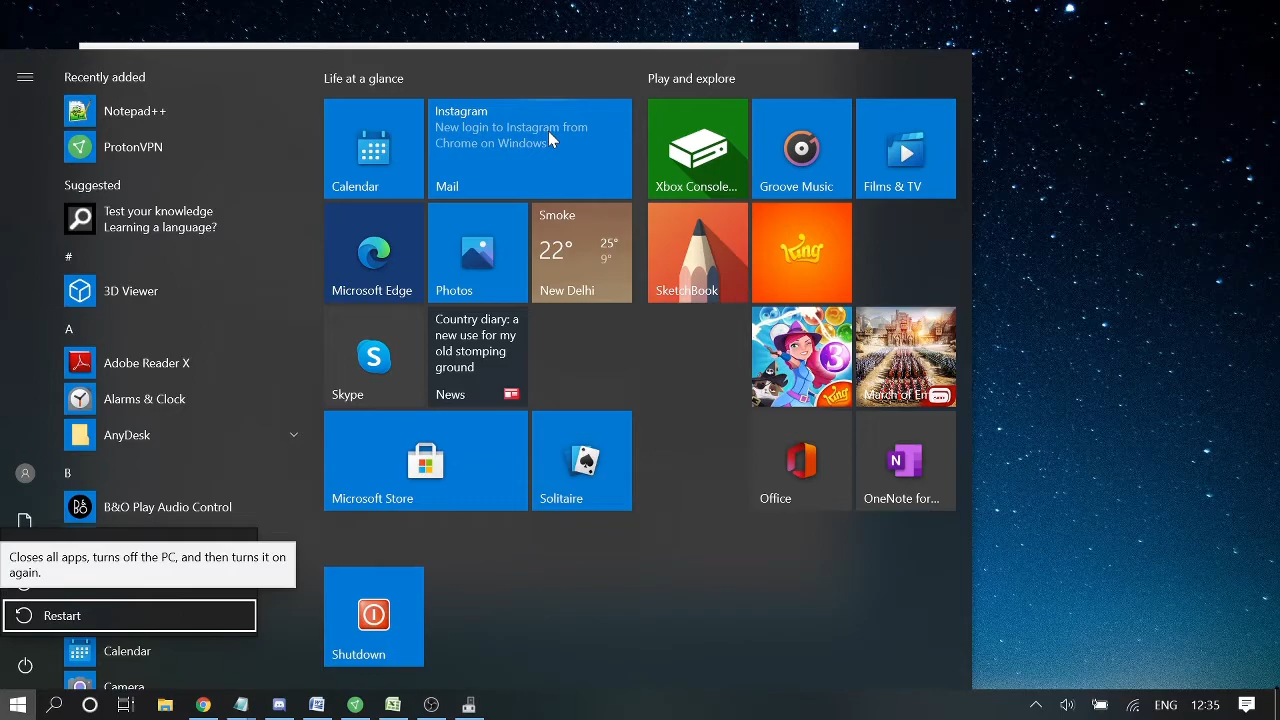 Recently added
Notepad++
ProtonVPN
Suggested
Test your knowledge
Learning a language?
#
3D Viewer
A
Adobe Reader X
Alarms & Clock
AnyDesk
B
B&O Play Audio Control
Closes all apps, turns off the PC, and then turns it on
again.
Restart
Calendar
Camera
Life at a glance
Calendar
Instagram
New login to Instagram from
Chrome on Windows
Mail
Microsoft Edge
Photos
Smoke
22°
25°
9°
New Delhi
Skype
Country diary: a
new use for my
old stomping
ground
News
Microsoft Store
Solitaire
Shutdown
Play and explore
Xbox Console...
Groove Music
Films & TV
SketchBook
King
3
King
March of Em
Office
N
OneNote for...
ENG
12:35